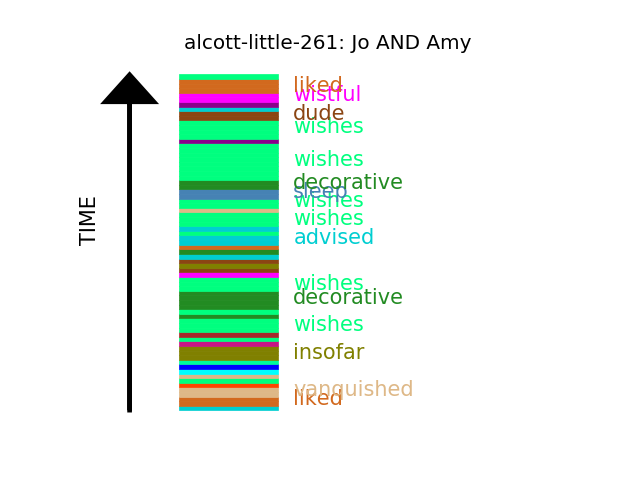 alcott-little-261: Jo AND Amy
liked
wistful
dude
wishes
wishes
decorative
sleep
wishes
wishes
advised
TIME
wishes
decorative
wishes
insofar
vanquished
liked